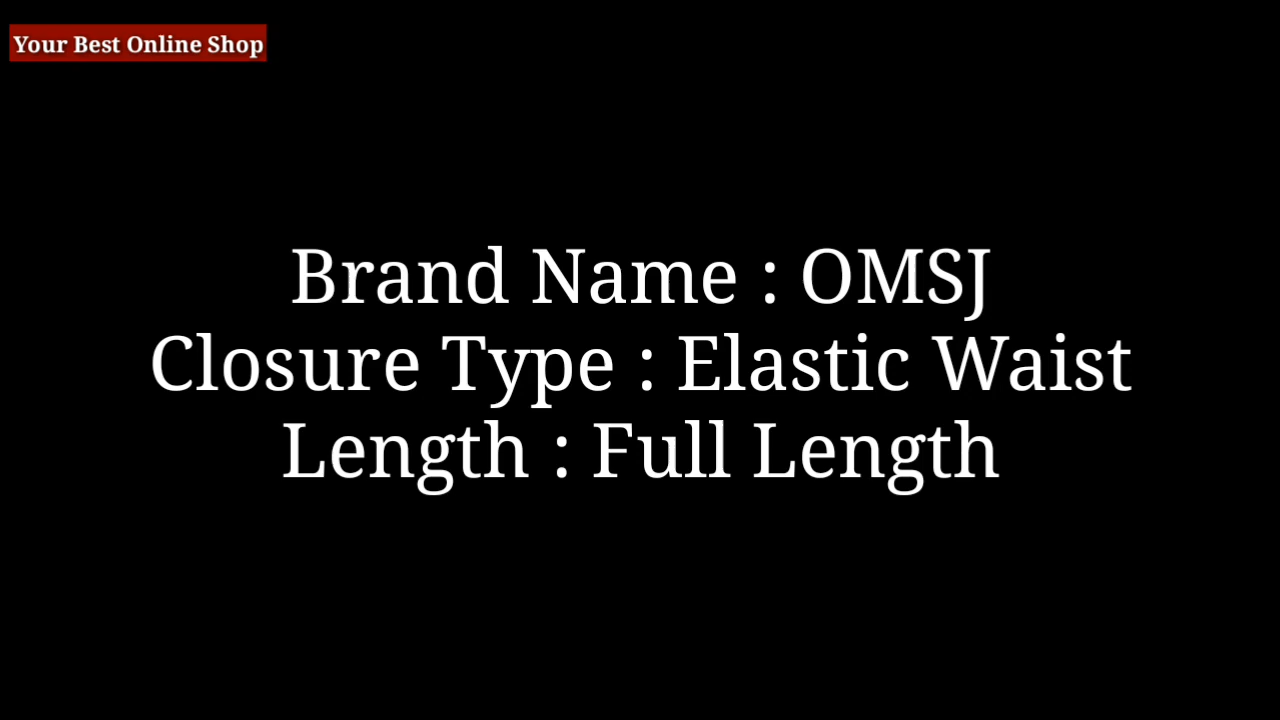 Your Best Online Shop
Brand Name : OMSJ
Closure Type : Elastic Waist
Length : Full Length